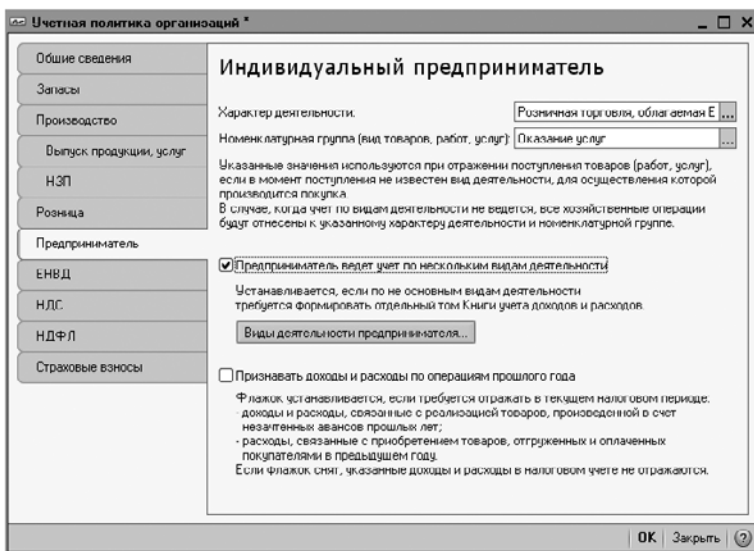 Учетная политика организаций *
Общие сведения
Запасы
Производство
Выпуск продукции, услуг
НЗП
Розница
Предприниматель
ЕНВД
НДС
НДФЛ
Страховые взносы
Индивидуальный предприниматель
Характер деятельности: Розничная торговля, облагаемая Е ...
Номенклатурная группа (вид товаров, работ, услуг): Оказание услуг ...
Указанные значения используются при отражении поступления товаров (работ, услуг),
если в момент поступления не известен вид деятельности, для осуществления которой
производится покупка.
В случае, когда учет по видам деятельности не ведется, все хозяйственные операции
будут отнесены к указанному характеру деятельности и номенклатурной группе.
Предприниматель ведет учет по нескольким видам деятельности
Устанавливается, если по не основным видам деятельности
требуется формировать отдельный том Книги учета доходов и расходов.
Виды деятельности предпринимателя...
Признавать доходы и расходы по операциям прошлого года
Флажок устанавливается, если требуется отражать в текущем налоговом периоде:
- доходы и расходы, связанные с реализацией товаров, произведенной в счет
незачтенных авансов прошлых лет;
- расходы, связанные с приобретением товаров, отгруженных и оплаченных
покупателями в предыдущем году.
Если флажок снят, указанные доходы и расходы в налоговом учете не отражаются.
OK Закрыть ?